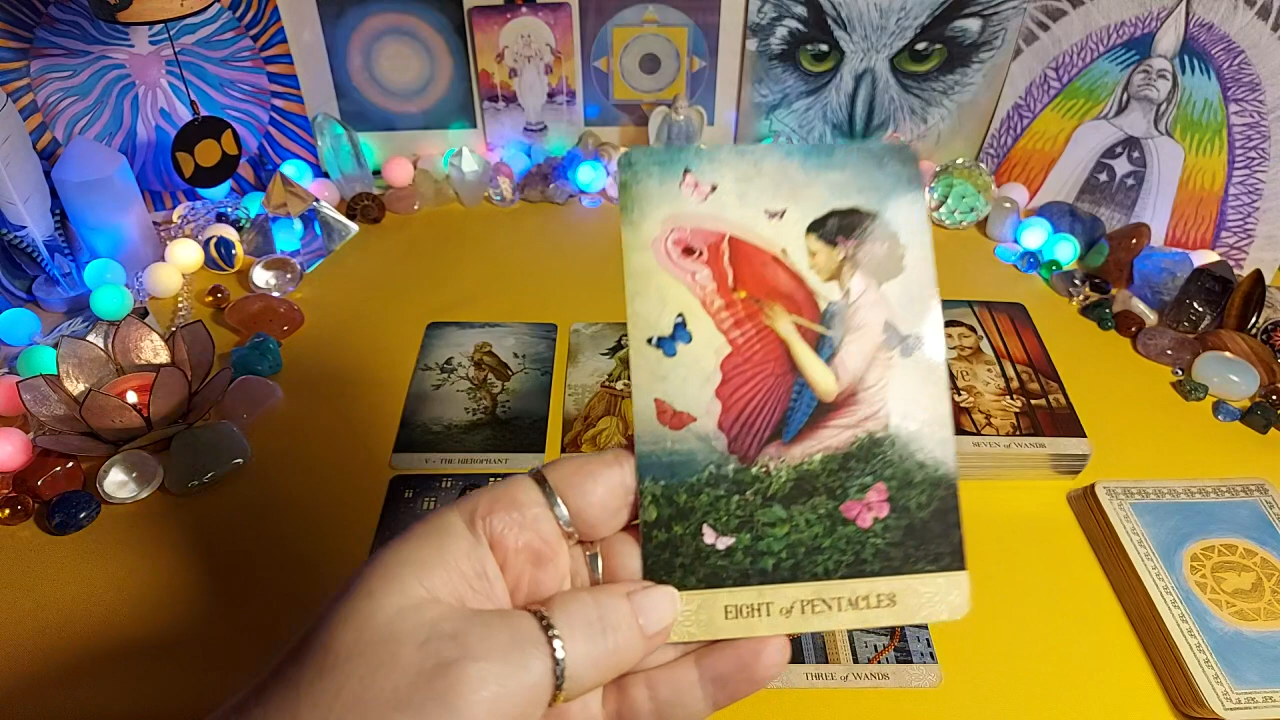 V • THE HIEROPHANT
SEVEN of WANDS
EIGHT of PENTACLES
THREE of WANDS